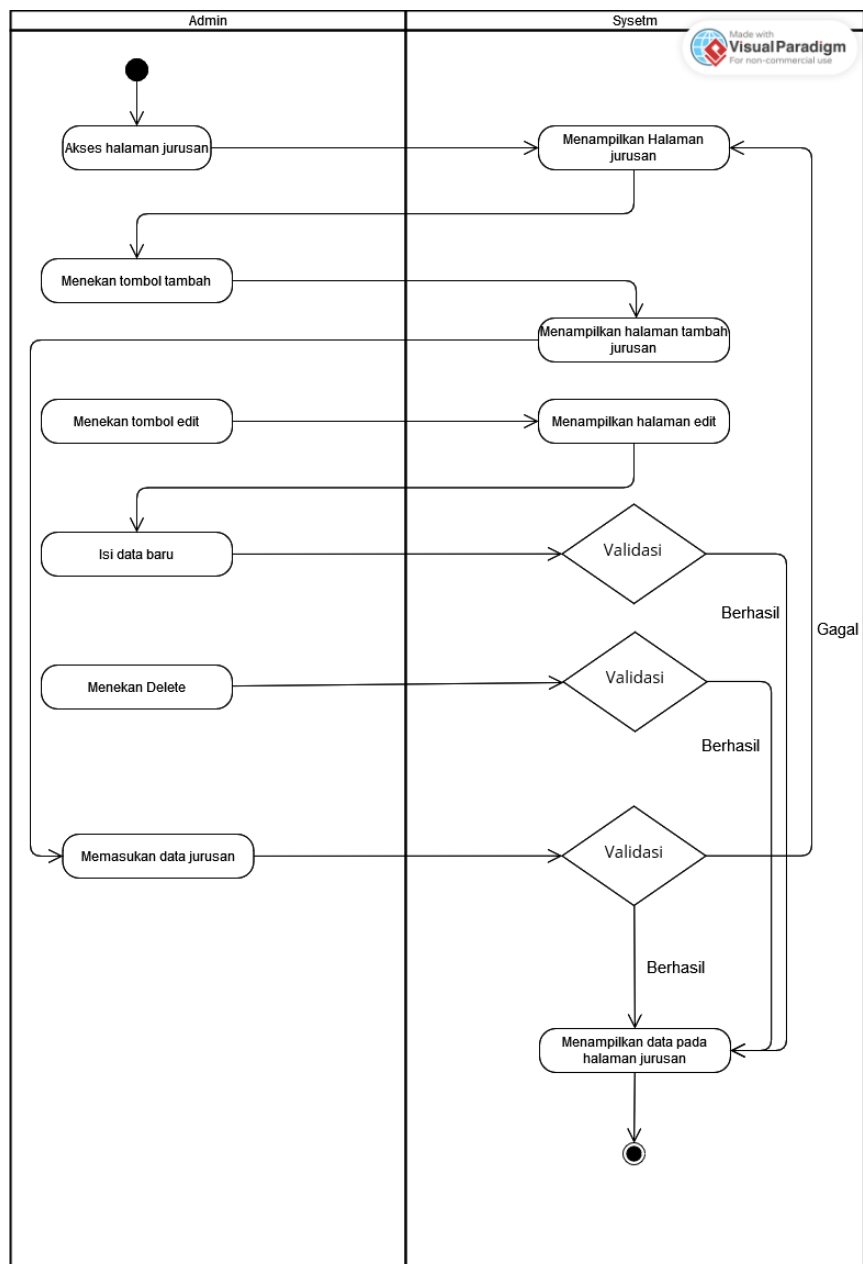 Admin
Sysetm
Made with
Visual Paradigm
For non-commercial use
Akses halaman jurusan
Menampilkan Halaman
jurusan
Menekan tombol tambah
Menampilkan halaman tambah
jurusan
Menekan tombol edit
Menampilkan halaman edit
Isi data baru
Validasi
Berhasil
Gagal
Menekan Delete
Validasi
Berhasil
Memasukan data jurusan
Validasi
Berhasil
Menampilkan data pada
halaman jurusan